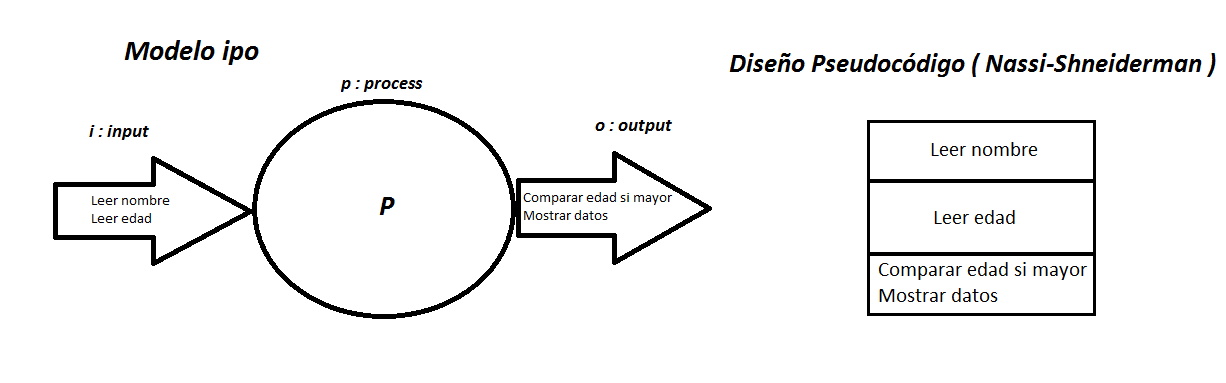 Modelo ipo
Diseño Pseudocódigo ( Nassi-Shneiderman )
p : process
i : input
o : output
Leer nombre
Leer edad
P
Comparar edad si mayor
Mostrar datos
Leer nombre
Leer edad
Comparar edad si mayor
Mostrar datos